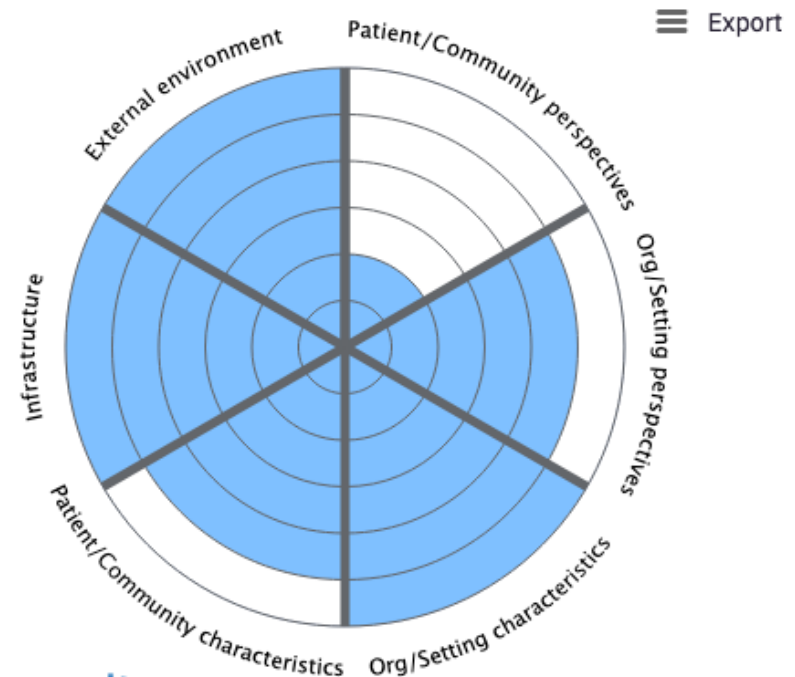 Export
Patient/Community perspectives
Org/Setting perspectives
Org/Setting characteristics
Patient/Community characteristics
Infrastructure
External environment